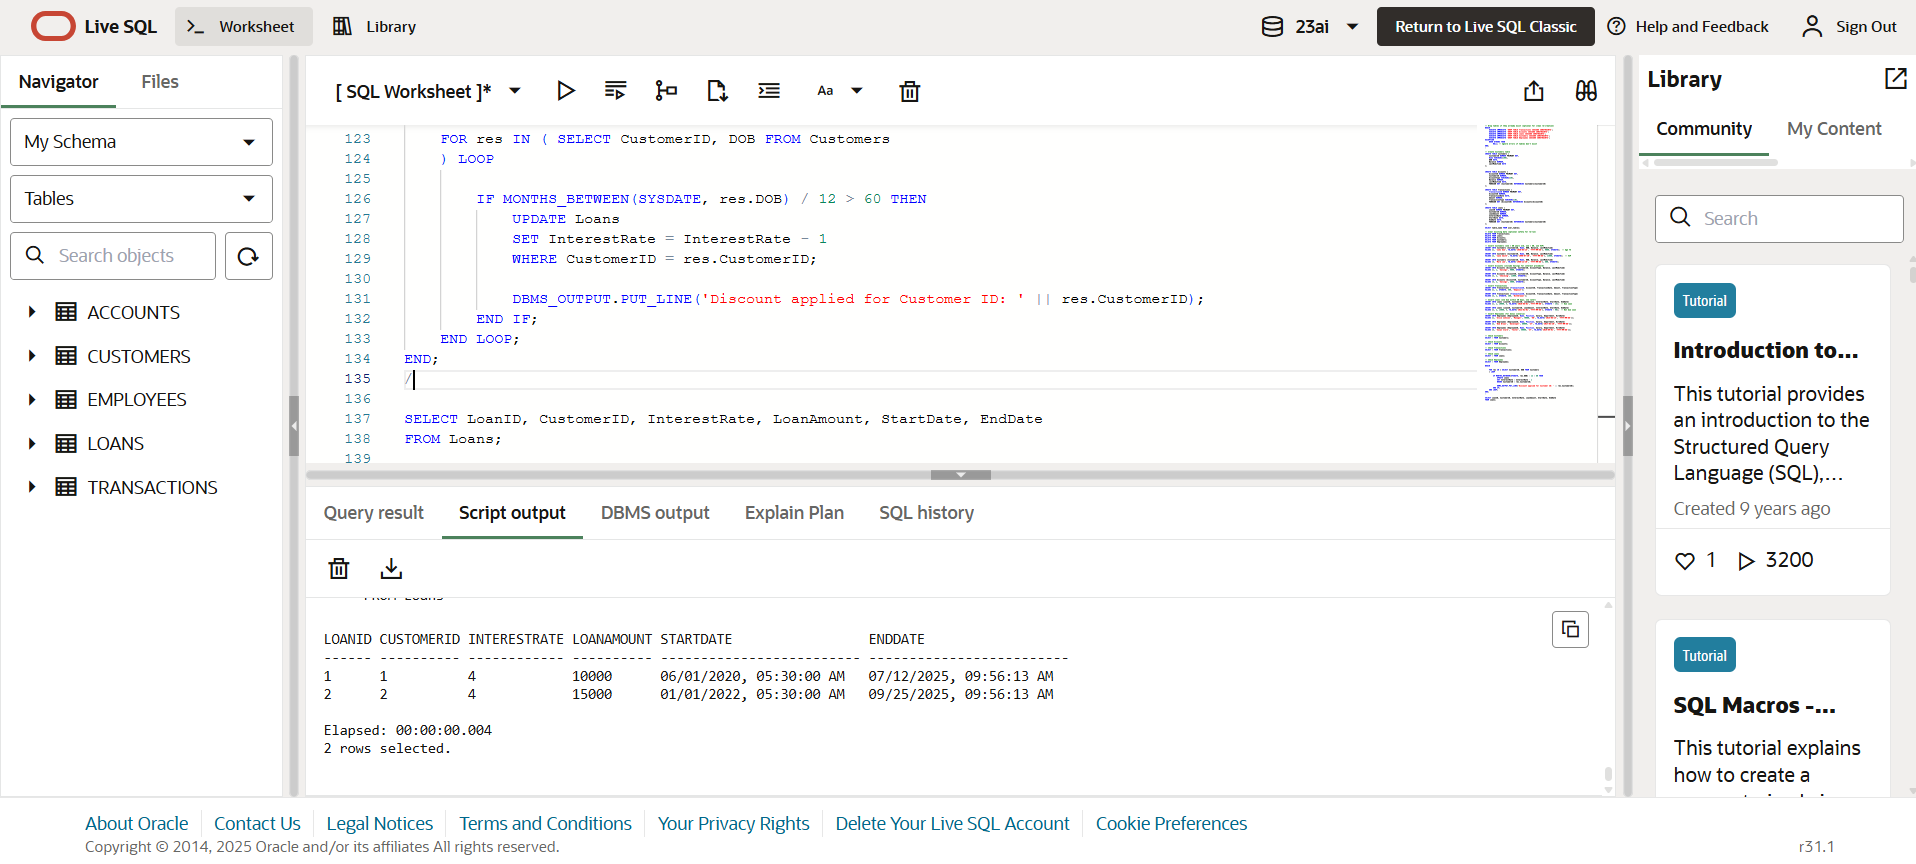 Live SQL
Worksheet
Library
23ai
Return to Live SQL Classic
Help and Feedback
Sign Out
Navigator
Files
My Schema
Tables
Search objects
ACCOUNTS
CUSTOMERS
EMPLOYEES
LOANS
TRANSACTIONS
[ SQL Worksheet ]*
Aa
123 FOR res IN ( SELECT CustomerID, DOB FROM Customers
124 ) LOOP
125
126 IF MONTHS_BETWEEN(SYSDATE, res.DOB) / 12 > 60 THEN
127 UPDATE Loans
128 SET InterestRate = InterestRate - 1
129 WHERE CustomerID = res.CustomerID;
130
131 DBMS_OUTPUT.PUT_LINE('Discount applied for Customer ID: ' || res.CustomerID);
132 END IF;
133 END LOOP;
134 END;
135 /
136
137 SELECT LoanID, CustomerID, InterestRate, LoanAmount, StartDate, EndDate
138 FROM Loans;
139
Query result
Script output
DBMS output
Explain Plan
SQL history
FROM Loans
LOANID CUSTOMERID INTERESTRATE LOANAMOUNT STARTDATE ENDDATE
------ ---------- ------------ ---------- ------------------------- -------------------------
1 1 4 10000 06/01/2020, 05:30:00 AM 07/12/2025, 09:56:13 AM
2 2 4 15000 01/01/2022, 05:30:00 AM 09/25/2025, 09:56:13 AM
Elapsed: 00:00:00.004
2 rows selected.
Library
Community
My Content
Search
Tutorial
Introduction to...
This tutorial provides
an introduction to the
Structured Query
Language (SQL),...
Created 9 years ago
1 3200
Tutorial
SQL Macros -...
This tutorial explains
how to create a
About Oracle
Contact Us
Legal Notices
Terms and Conditions
Your Privacy Rights
Delete Your Live SQL Account
Cookie Preferences
Copyright © 2014, 2025 Oracle and/or its affiliates All rights reserved.
r31.1